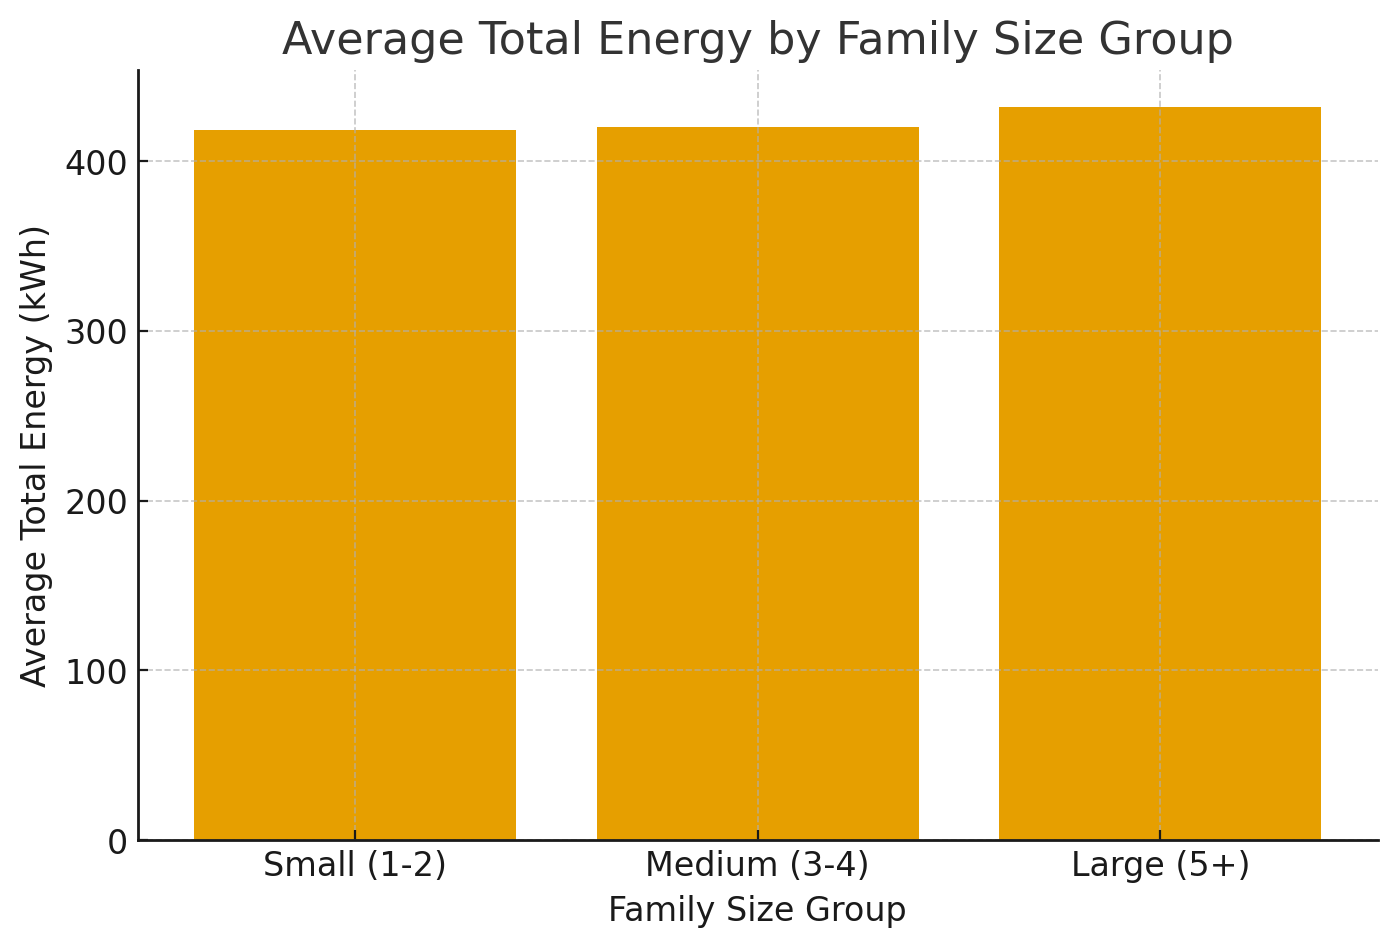 Average Total Energy by Family Size Group
Average Total Energy (kWh)
400
300
200
100
0
Small (1-2)
Medium (3-4)
Large (5+)
Family Size Group